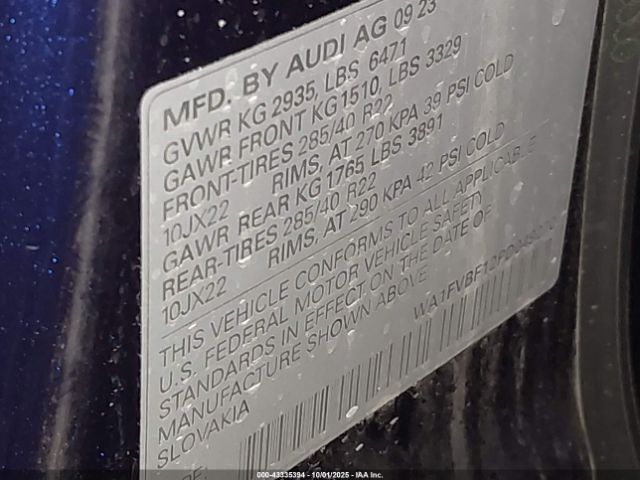 MFD. BY AUDI AG 09 23
GVWR KG 2935, LBS 6471
GAWR FRONT KG 1510, LBS 3329
FRONT-TIRES 285/40 R22
10JX22 RIMS, AT 270 KPA 39 PSI COLD
GAWR REAR KG 1765 LBS 3891
REAR-TIRES 285/40 R22
10JX22 RIMS, AT 290 KPA 42 PSI COLD
THIS VEHICLE CONFORMS TO ALL APPLICABLE
U.S. FEDERAL MOTOR VEHICLE SAFETY
STANDARDS IN EFFECT ON THE DATE OF
MANUFACTURE SHOWN ABOVE
SLOVAKIA
000-43335394 - 10/01/2025 - IAA Inc.